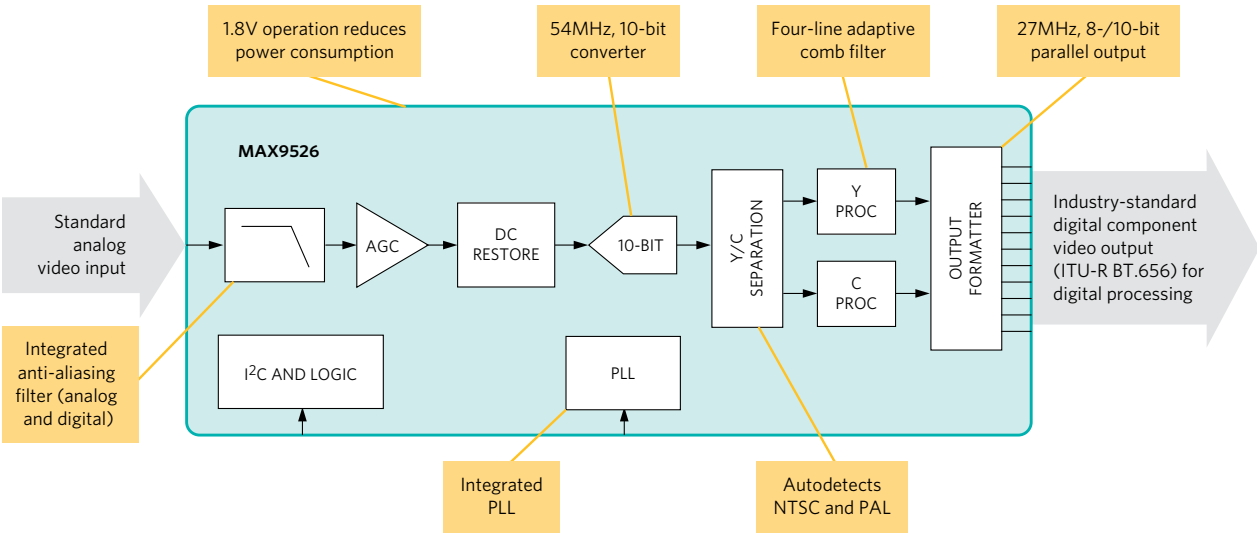 1.8V operation reduces
power consumption
54MHz, 10-bit
converter
Four-line adaptive
comb filter
27MHz, 8-/10-bit
parallel output
MAX9526
Standard
analog
video input
AGC
DC
RESTORE
10-BIT
Y/C
SEPARATION
Y
PROC
C
PROC
OUTPUT
FORMATTER
Industry-standard
digital component
video output
(ITU-R BT.656) for
digital processing
Integrated
anti-aliasing
filter (analog
and digital)
I²C AND LOGIC
PLL
Integrated
PLL
Autodetects
NTSC and PAL